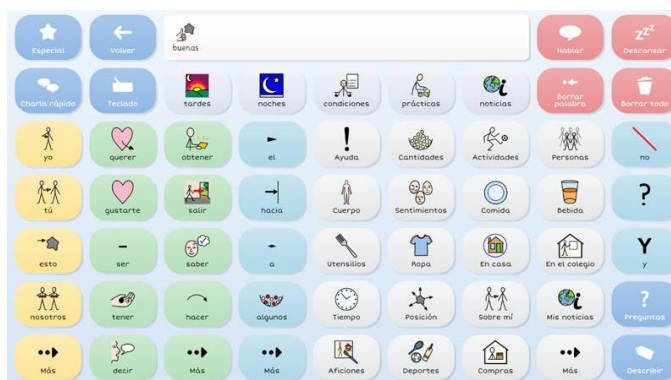 Especial
Volver
buenas
Hablar
zzz
Descansar
Charla rápida
Teclado
tardes
noches
condiciones
prácticas
noticias
Borrar
palabra
Borrar todo
yo
querer
obtener
el
Ayuda
Cantidades
Actividades
Personas
no
tú
gustarte
salir
hacia
Cuerpo
Sentimientos
Comida
Bebida
?
esto
ser
saber
a
Utensilios
Ropa
En casa
En el colegio
Y
y
nosotros
tener
hacer
algunos
Tiempo
Posición
Sobre mí
Mis noticias
?
Preguntas
Más
decir
Más
Más
Aficiones
Deportes
Compras
Más
Describir